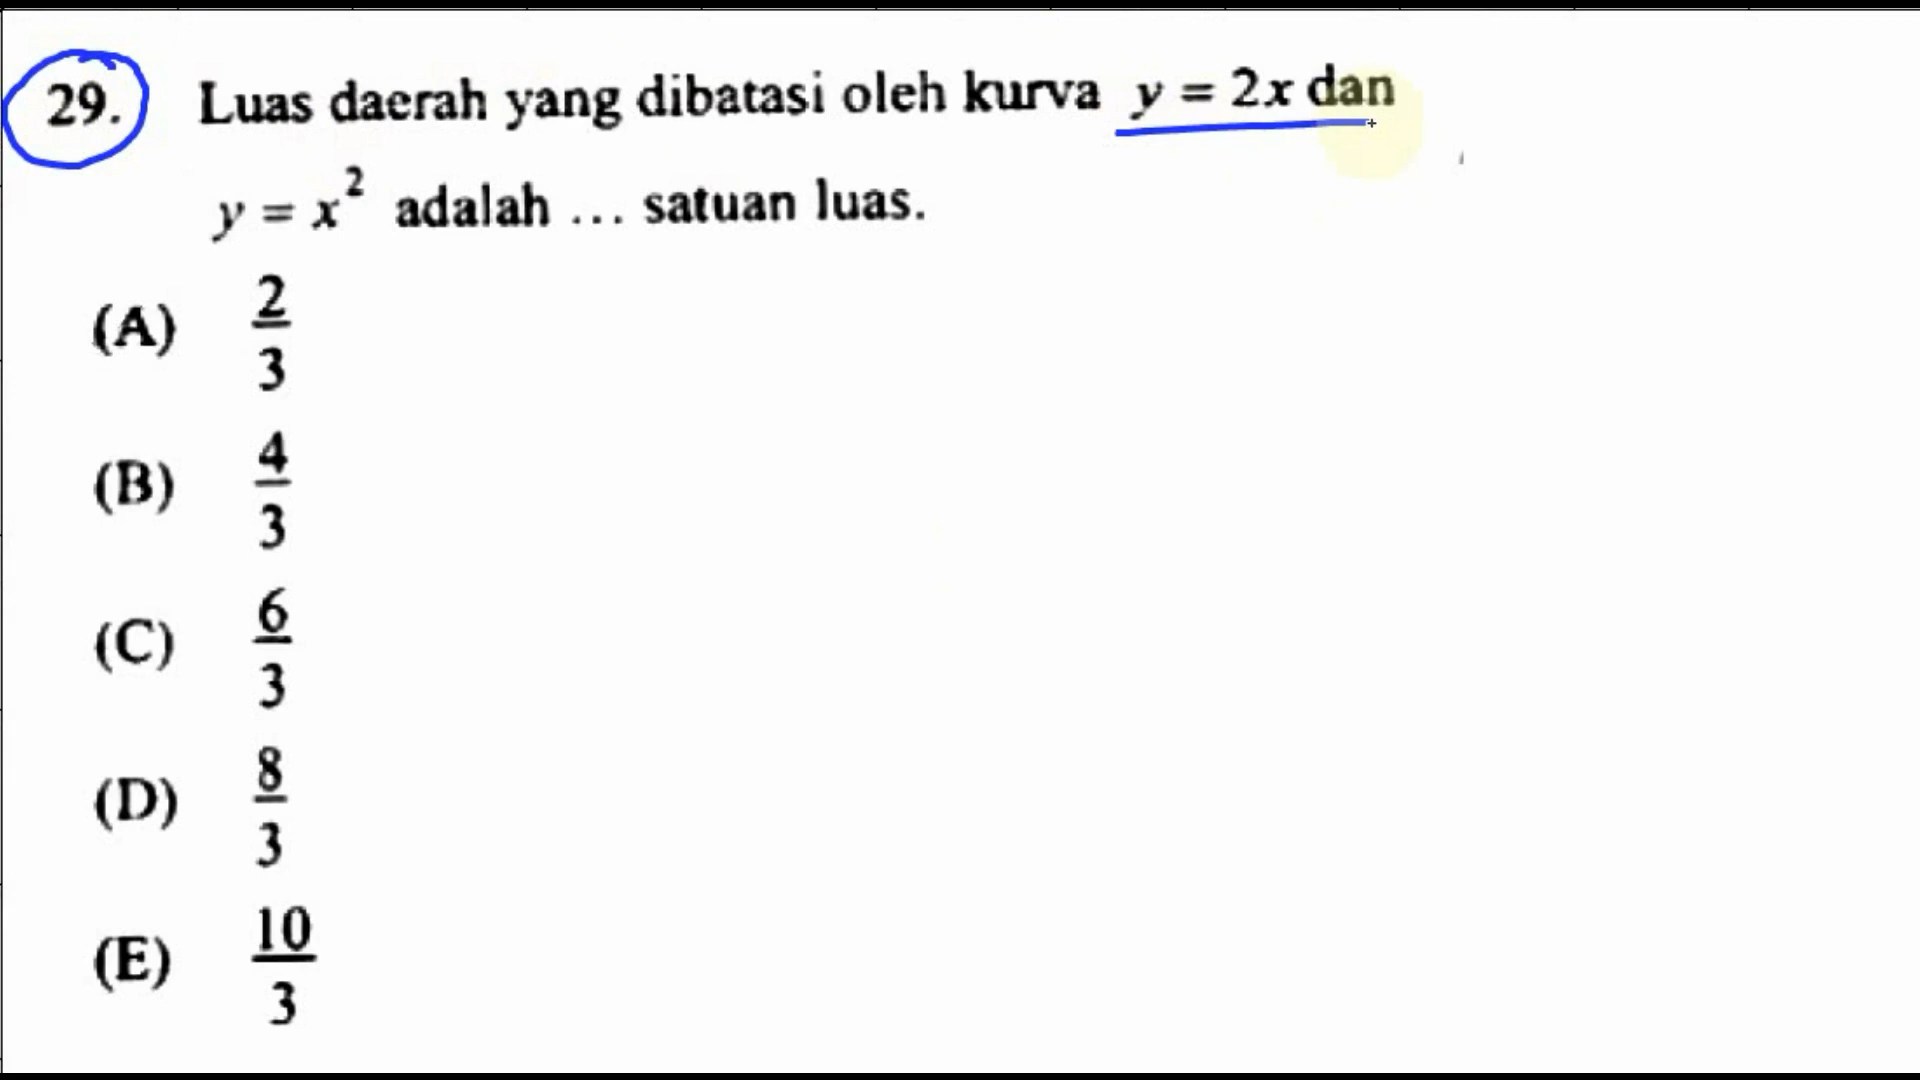 29. Luas daerah yang dibatasi oleh kurva y = 2x dan
y = x² adalah ... satuan luas.
(A) 2/3
(B) 4/3
(C) 6/3
(D) 8/3
(E) 10/3